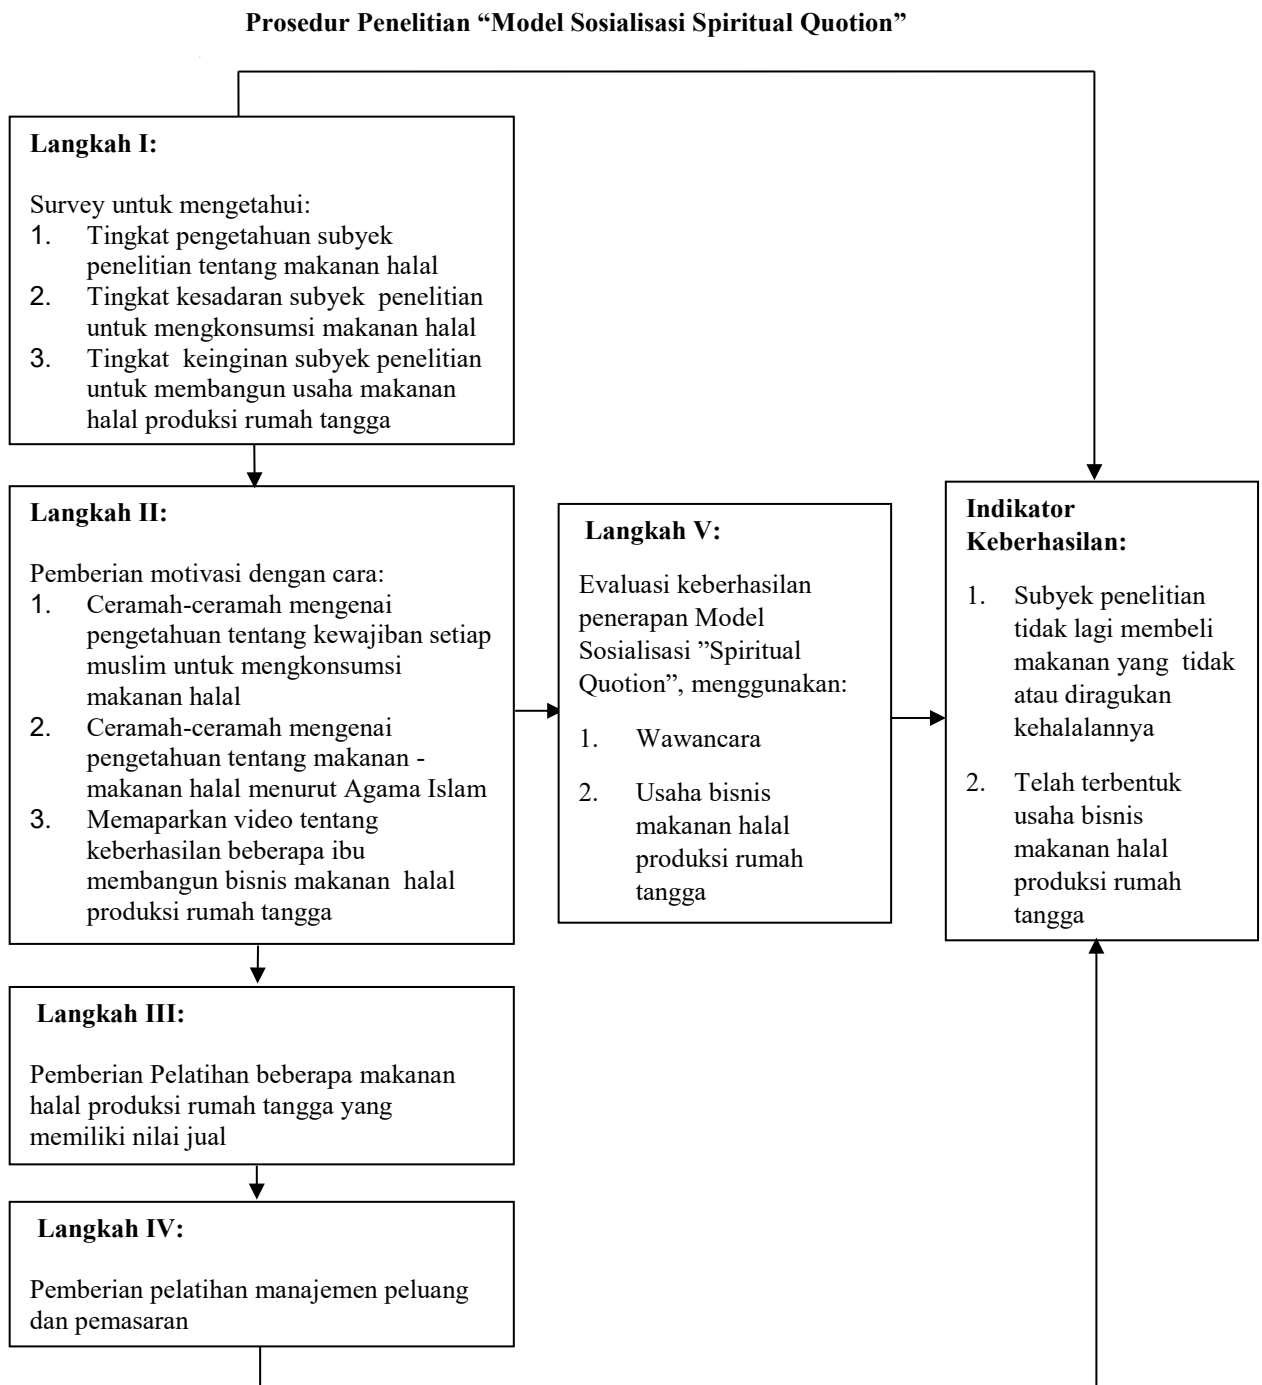 Prosedur Penelitian “Model Sosialisasi Spiritual Quotion”
Langkah I:
Survey untuk mengetahui:
1. Tingkat pengetahuan subyek
penelitian tentang makanan halal
2. Tingkat kesadaran subyek penelitian
untuk mengkonsumsi makanan halal
3. Tingkat keinginan subyek penelitian
untuk membangun usaha makanan
halal produksi rumah tangga
Langkah II:
Pemberian motivasi dengan cara:
1. Ceramah-ceramah mengenai
pengetahuan tentang kewajiban setiap
muslim untuk mengkonsumsi
makanan halal
2. Ceramah-ceramah mengenai
pengetahuan tentang makanan -
makanan halal menurut Agama Islam
3. Memaparkan video tentang
keberhasilan beberapa ibu
membangun bisnis makanan halal
produksi rumah tangga
Langkah III:
Pemberian Pelatihan beberapa makanan
halal produksi rumah tangga yang
memiliki nilai jual
Langkah IV:
Pemberian pelatihan manajemen peluang
dan pemasaran
Langkah V:
Evaluasi keberhasilan
penerapan Model
Sosialisasi ”Spiritual
Quotion”, menggunakan:
1. Wawancara
2. Usaha bisnis
makanan halal
produksi rumah
tangga
Indikator
Keberhasilan:
1. Subyek penelitian
tidak lagi membeli
makanan yang tidak
atau diragukan
kehalalannya
2. Telah terbentuk
usaha bisnis
makanan halal
produksi rumah
tangga